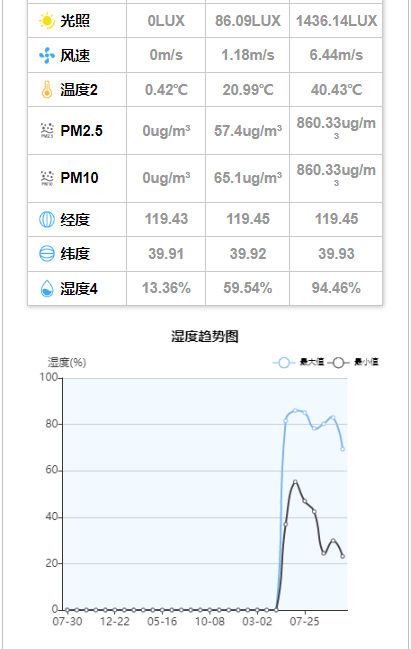 光照 0LUX 86.09LUX 1436.14LUX
风速 0m/s 1.18m/s 6.44m/s
温度2 0.42℃ 20.99℃ 40.43℃
PM2.5 0ug/m³ 57.4ug/m³ 860.33ug/m³
PM10 0ug/m³ 65.1ug/m³ 860.33ug/m³
经度 119.43 119.45 119.45
纬度 39.91 39.92 39.93
湿度4 13.36% 59.54% 94.46%
湿度趋势图
湿度(%) 最大值 最小值
100
80
60
40
20
0
07-30 12-22 05-16 10-08 03-02 07-25